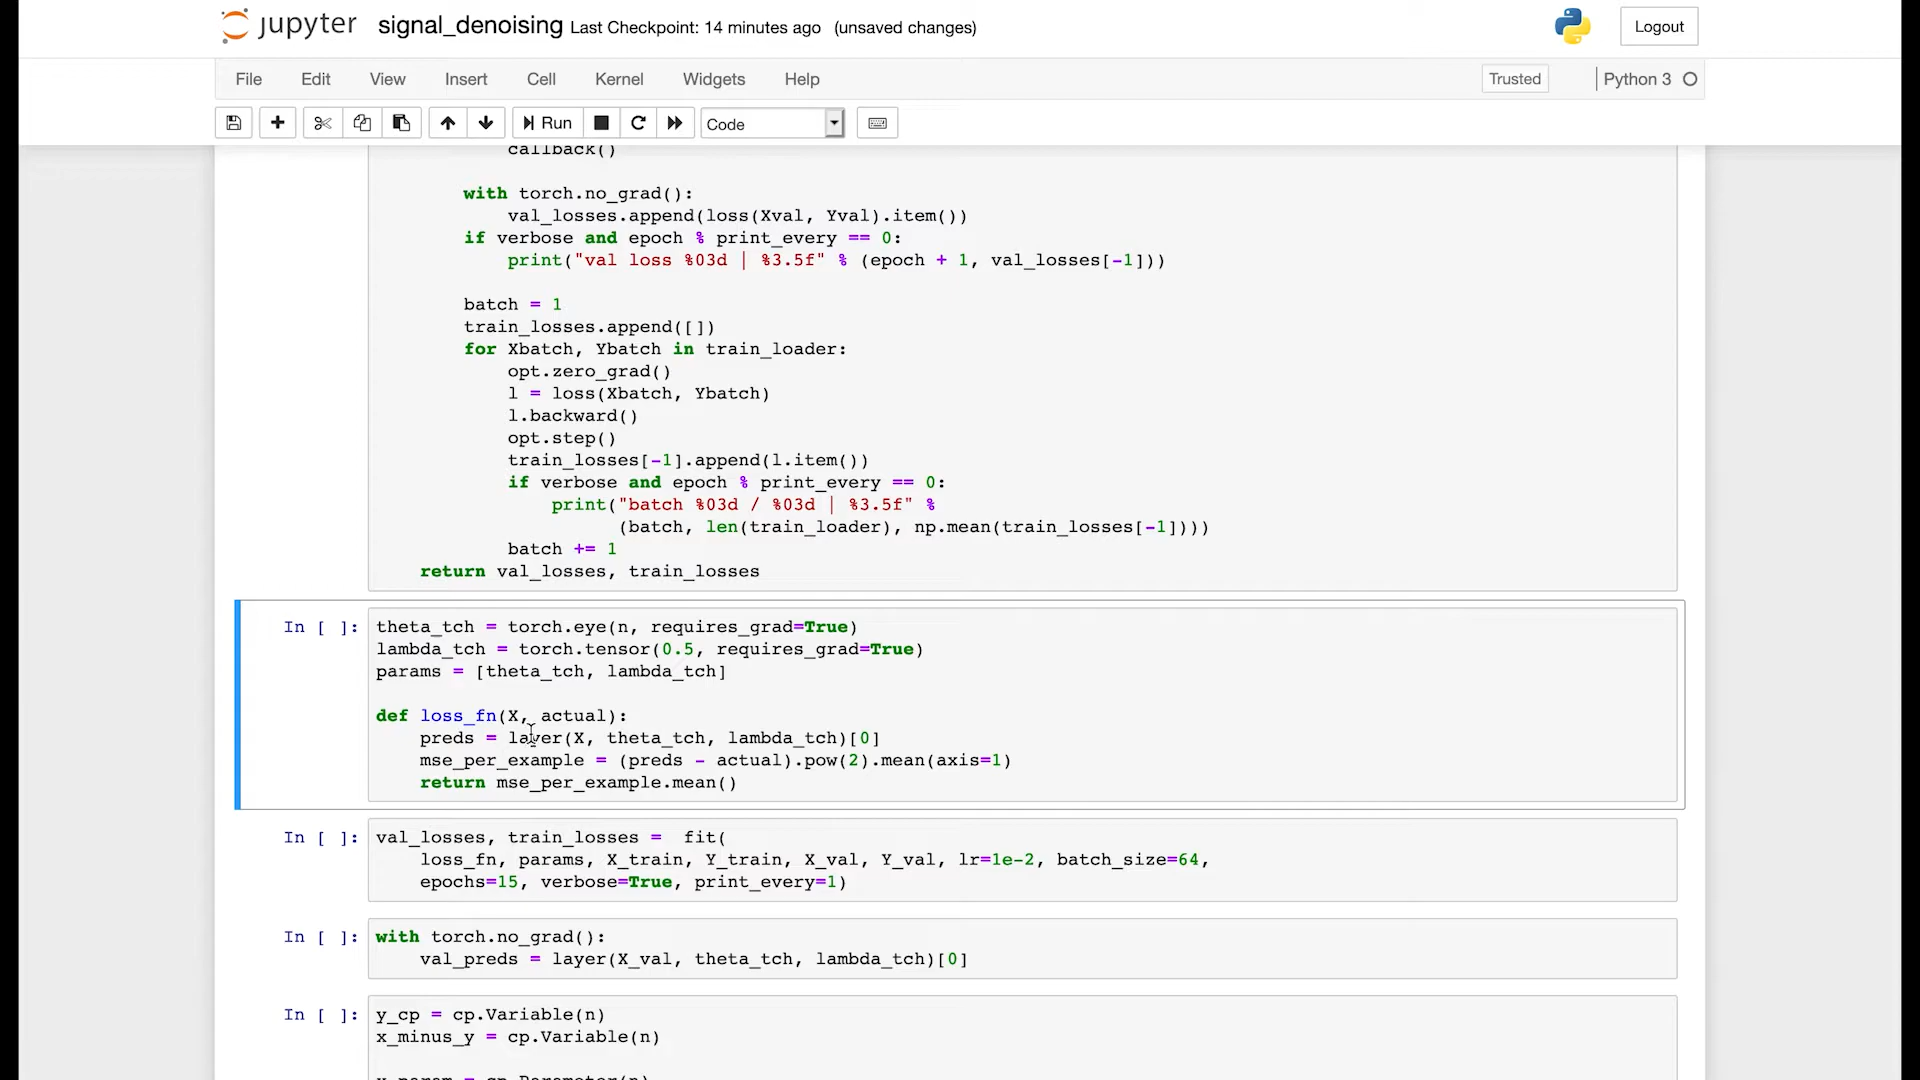 jupyter signal_denoising Last Checkpoint: 14 minutes ago (unsaved changes) Logout
File Edit View Insert Cell Kernel Widgets Help Trusted Python 3
Run Code
callback()
with torch.no_grad():
val_losses.append(loss(Xval, Yval).item())
if verbose and epoch % print_every == 0:
print("val loss %03d | %3.5f" % (epoch + 1, val_losses[-1]))
batch = 1
train_losses.append([])
for Xbatch, Ybatch in train_loader:
opt.zero_grad()
l = loss(Xbatch, Ybatch)
l.backward()
opt.step()
train_losses[-1].append(l.item())
if verbose and epoch % print_every == 0:
print("batch %03d / %03d | %3.5f" %
(batch, len(train_loader), np.mean(train_losses[-1])))
batch += 1
return val_losses, train_losses
In [ ]: theta_tch = torch.eye(n, requires_grad=True)
lambda_tch = torch.tensor(0.5, requires_grad=True)
params = [theta_tch, lambda_tch]
def loss_fn(X, actual):
preds = layer(X, theta_tch, lambda_tch)[0]
mse_per_example = (preds - actual).pow(2).mean(axis=1)
return mse_per_example.mean()
In [ ]: val_losses, train_losses = fit(
loss_fn, params, X_train, Y_train, X_val, Y_val, lr=1e-2, batch_size=64,
epochs=15, verbose=True, print_every=1)
In [ ]: with torch.no_grad():
val_preds = layer(X_val, theta_tch, lambda_tch)[0]
In [ ]: y_cp = cp.Variable(n)
x_minus_y = cp.Variable(n)